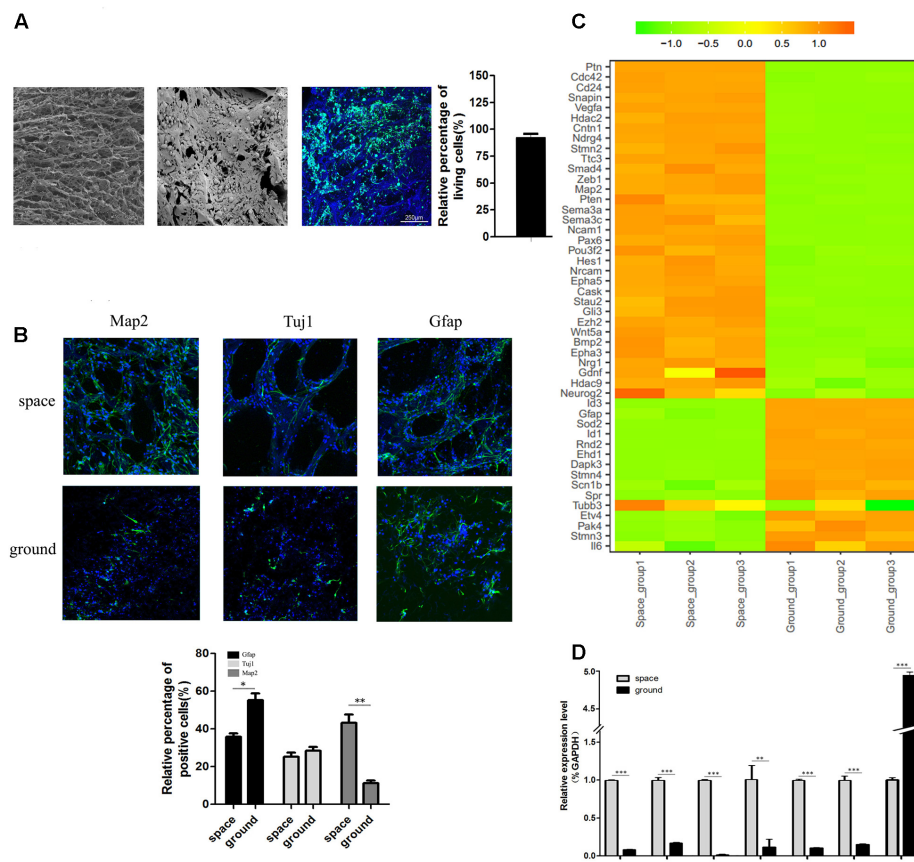 A
Relative percentage of
living cells(%)
150
125
100
75
50
25
0
250μm
B
Map2
Tuj1
Gfap
space
ground
Relative percentage of
positive cells(%)
80
60
40
20
0
Gfap
Tuj1
Map2
*
**
space
ground
space
ground
space
ground
C
−1.0
−0.5
0.0
0.5
1.0
Ptn
Cdc42
Cd24
Snapin
Vegfa
Hdac2
Cntn1
Ndrg4
Stmn2
Ttc3
Smad4
Zeb1
Map2
Pten
Sema3a
Sema3c
Ncam1
Pax6
Pou3f2
Hes1
Nrcam
Epha5
Cask
Stau2
Gli3
Ezh2
Wnt5a
Bmp2
Epha3
Nrg1
Gdnf
Hdac9
Neurog2
Id3
Gfap
Sod2
Id1
Rnd2
Ehd1
Dapk3
Stmn4
Scn1b
Spr
Tubb3
Etv4
Pak4
Stmn3
Il6
Space_group1
Space_group2
Space_group3
Ground_group1
Ground_group2
Ground_group3
D
Relative expression level
(% GAPDH)
5.0
4.5
1.0
0.5
0.0
space
ground
***
***
***
**
***
***
***